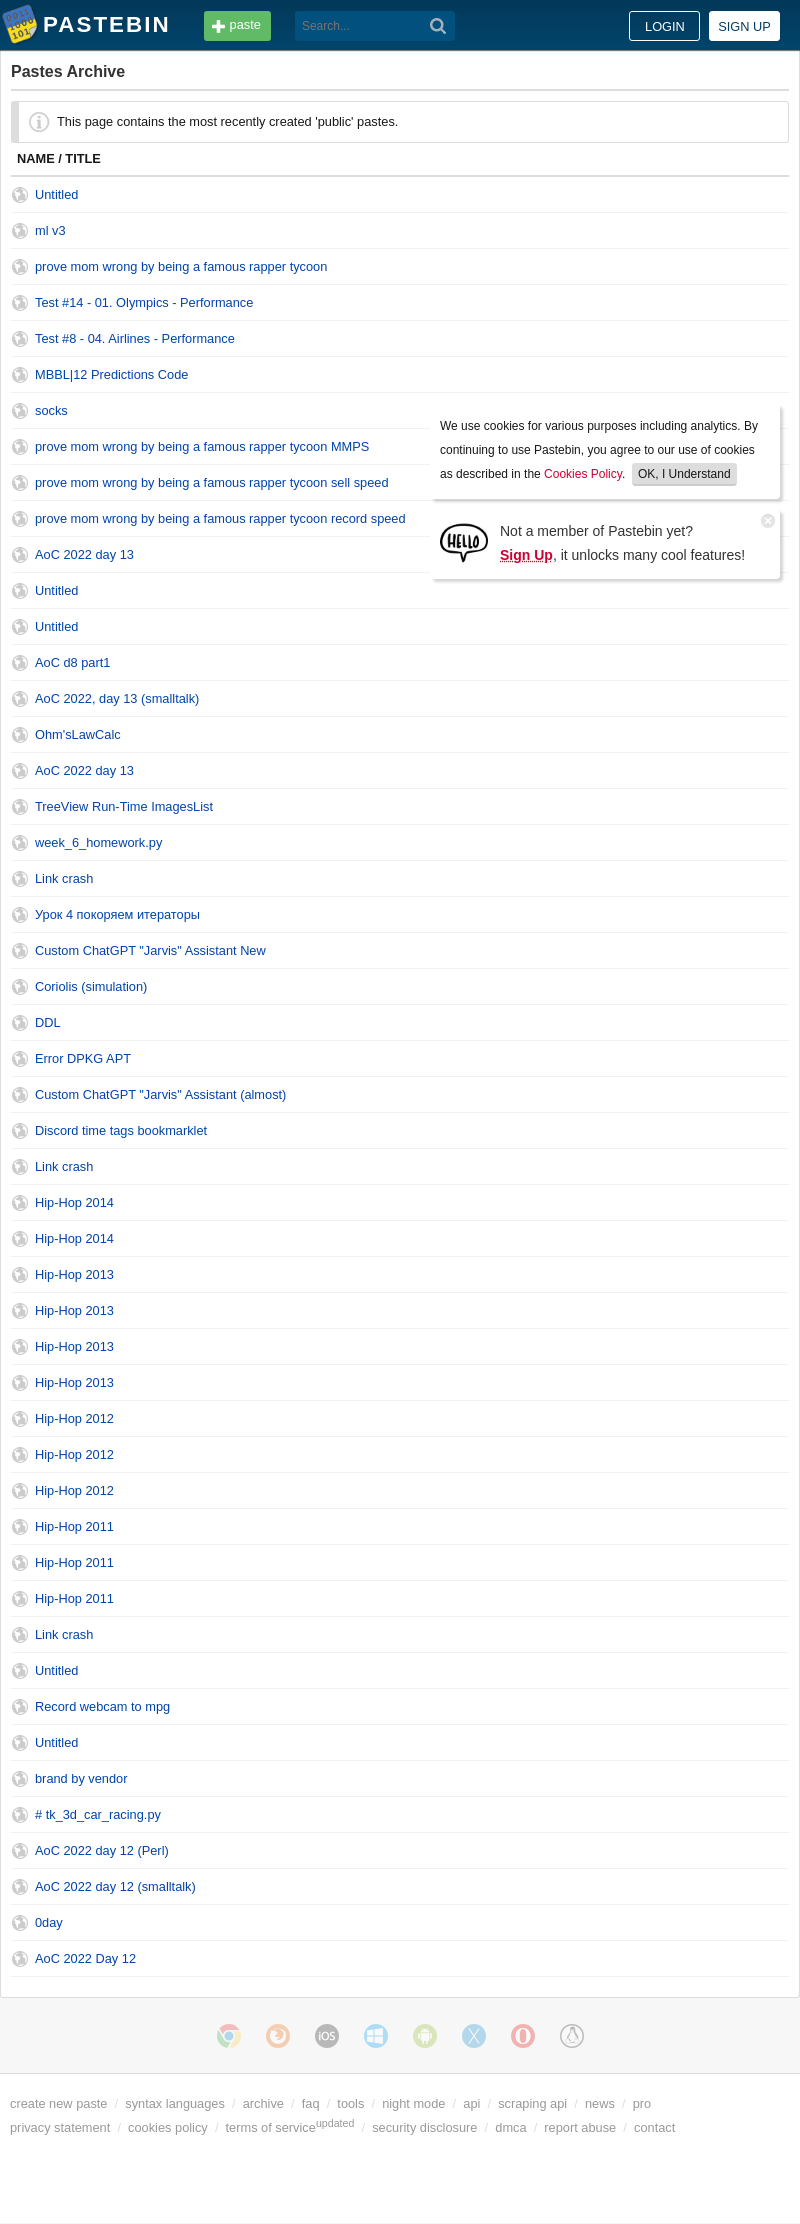 PASTEBIN paste Search... LOGIN SIGN UP
Pastes Archive
This page contains the most recently created 'public' pastes.
NAME / TITLE
Untitled
ml v3
prove mom wrong by being a famous rapper tycoon
Test #14 - 01. Olympics - Performance
Test #8 - 04. Airlines - Performance
MBBL|12 Predictions Code
socks
prove mom wrong by being a famous rapper tycoon MMPS
prove mom wrong by being a famous rapper tycoon sell speed
prove mom wrong by being a famous rapper tycoon record speed
We use cookies for various purposes including analytics. By
continuing to use Pastebin, you agree to our use of cookies
as described in the Cookies Policy. OK, I Understand
HELLO
Not a member of Pastebin yet?
Sign Up, it unlocks many cool features!
AoC 2022 day 13
Untitled
Untitled
AoC d8 part1
AoC 2022, day 13 (smalltalk)
Ohm'sLawCalc
AoC 2022 day 13
TreeView Run-Time ImagesList
week_6_homework.py
Link crash
Урок 4 покоряем итераторы
Custom ChatGPT "Jarvis" Assistant New
Coriolis (simulation)
DDL
Error DPKG APT
Custom ChatGPT "Jarvis" Assistant (almost)
Discord time tags bookmarklet
Link crash
Hip-Hop 2014
Hip-Hop 2014
Hip-Hop 2013
Hip-Hop 2013
Hip-Hop 2013
Hip-Hop 2013
Hip-Hop 2012
Hip-Hop 2012
Hip-Hop 2012
Hip-Hop 2011
Hip-Hop 2011
Hip-Hop 2011
Link crash
Untitled
Record webcam to mpg
Untitled
brand by vendor
# tk_3d_car_racing.py
AoC 2022 day 12 (Perl)
AoC 2022 day 12 (smalltalk)
0day
AoC 2022 Day 12
iOS
create new paste / syntax languages / archive / faq / tools / night mode / api / scraping api / news / pro
privacy statement / cookies policy / terms of service updated / security disclosure / dmca / report abuse / contact